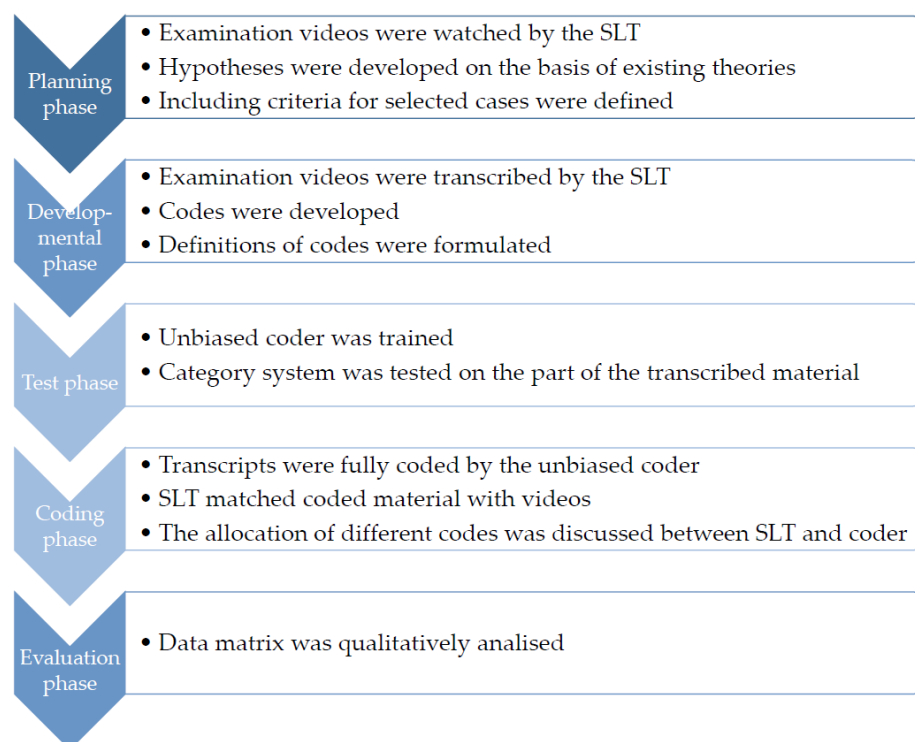 Planning
phase
• Examination videos were watched by the SLT
• Hypotheses were developed on the basis of existing theories
• Including criteria for selected cases were defined
Develop-
mental
phase
• Examination videos were transcribed by the SLT
• Codes were developed
• Definitions of codes were formulated
Test phase
• Unbiased coder was trained
• Category system was tested on the part of the transcribed material
Coding
phase
• Transcripts were fully coded by the unbiased coder
• SLT matched coded material with videos
• The allocation of different codes was discussed between SLT and coder
Evaluation
phase
• Data matrix was qualitatively analised